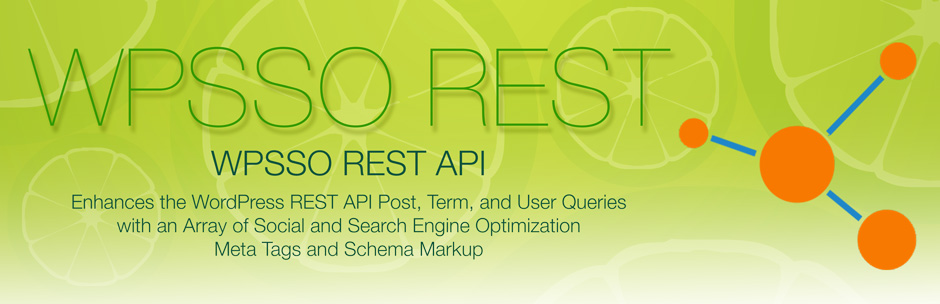 WPSSO REST
WPSSO REST API
Enhances the WordPress REST API Post, Term, and User Queries
with an Array of Social and Search Engine Optimization
Meta Tags and Schema Markup